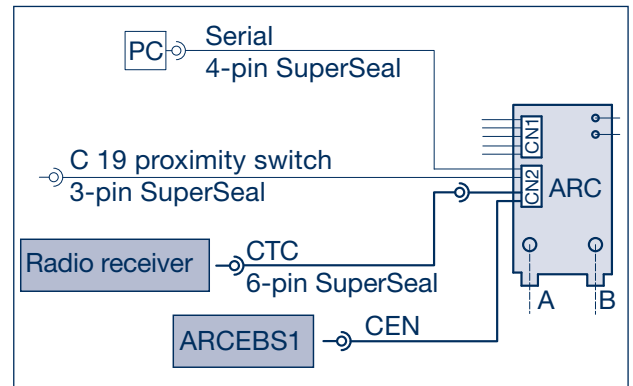 Serial
PC
4-pin SuperSeal
CN1
C 19 proximity switch
3-pin SuperSeal
CN2
ARC
Radio receiver
CTC
6-pin SuperSeal
A
B
ARCEBS1
CEN